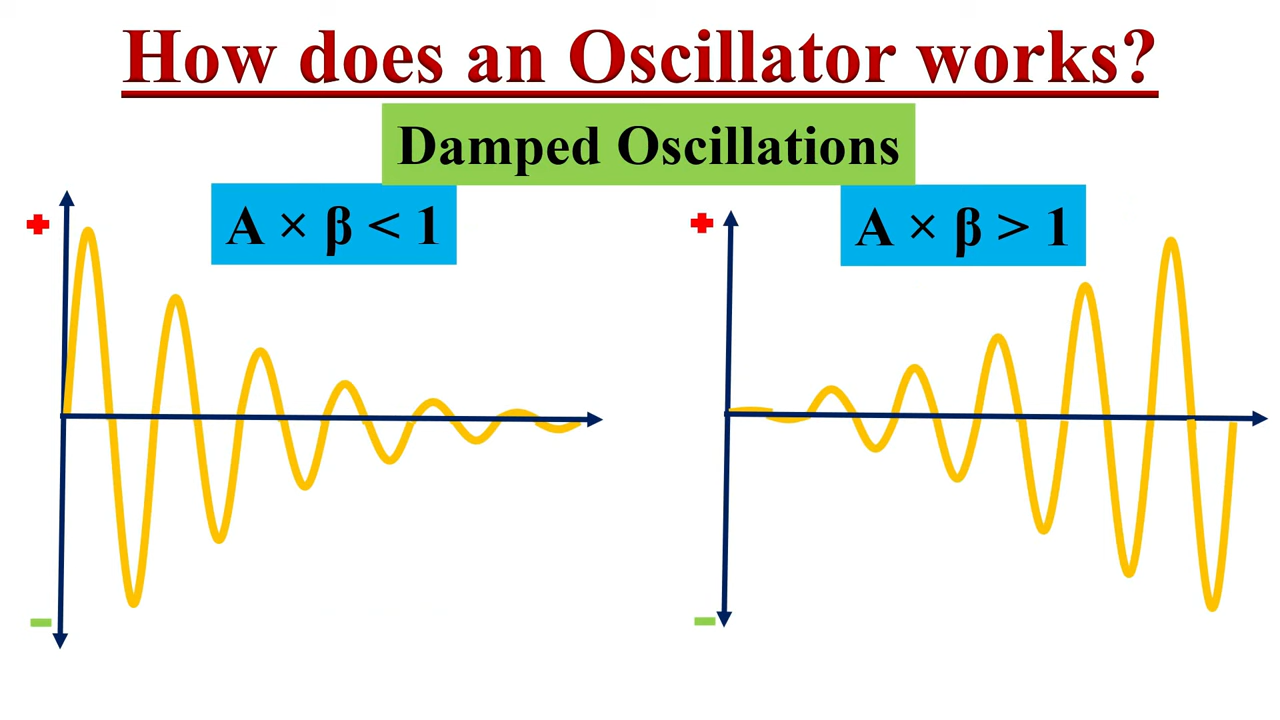 How does an Oscillator works?
Damped Oscillations
A × β < 1
A × β > 1
+
+
-
-